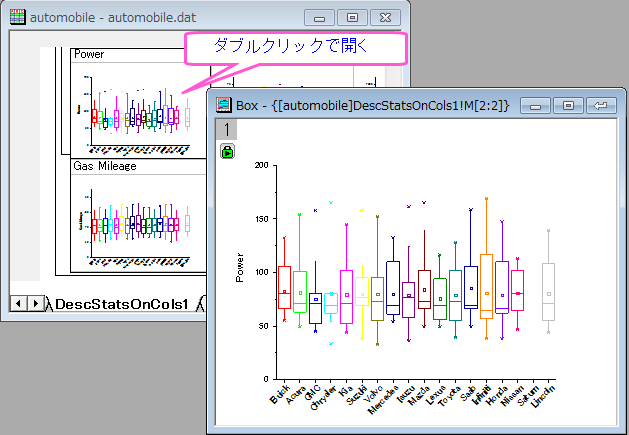 automobile - automobile.dat
ダブルクリックで開く
Power
Gas Mileage
DescStatsOnCols1
Box - {[automobile]DescStatsOnCols1!M[2:2]}
1
200
150
100
50
0
Power
Buick
Acura
GMC
Chrysler
Kia
Suzuki
Volvo
Mercedes
Isuzu
Mazda
Lexus
Toyota
Saab
Infiniti
Honda
Nissan
Saturn
Lincoln